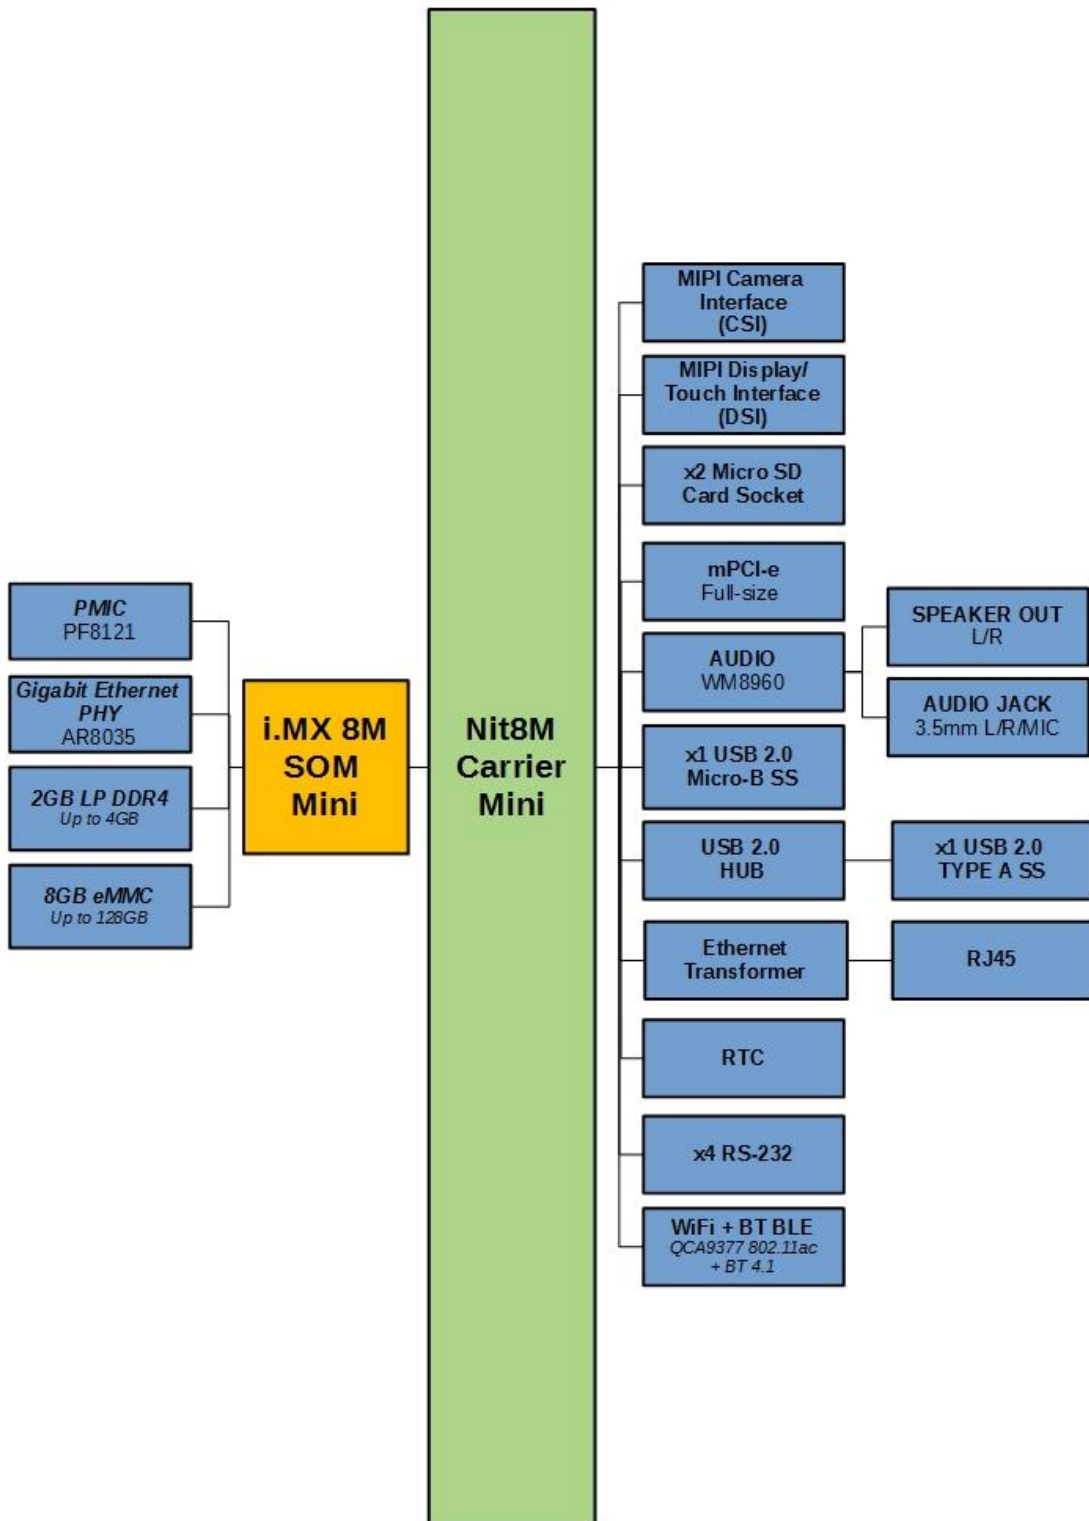 PMIC
PF8121
Gigabit Ethernet
PHY
AR8035
2GB LP DDR4
Up to 4GB
8GB eMMC
Up to 128GB
i.MX 8M
SOM
Mini
Nit8M
Carrier
Mini
MIPI Camera
Interface
(CSI)
MIPI Display/
Touch Interface
(DSI)
x2 Micro SD
Card Socket
mPCI-e
Full-size
AUDIO
WM8960
SPEAKER OUT
L/R
AUDIO JACK
3.5mm L/R/MIC
x1 USB 2.0
Micro-B SS
USB 2.0
HUB
x1 USB 2.0
TYPE A SS
Ethernet
Transformer
RJ45
RTC
x4 RS-232
WiFi + BT BLE
QCA9377 802.11ac
+ BT 4.1